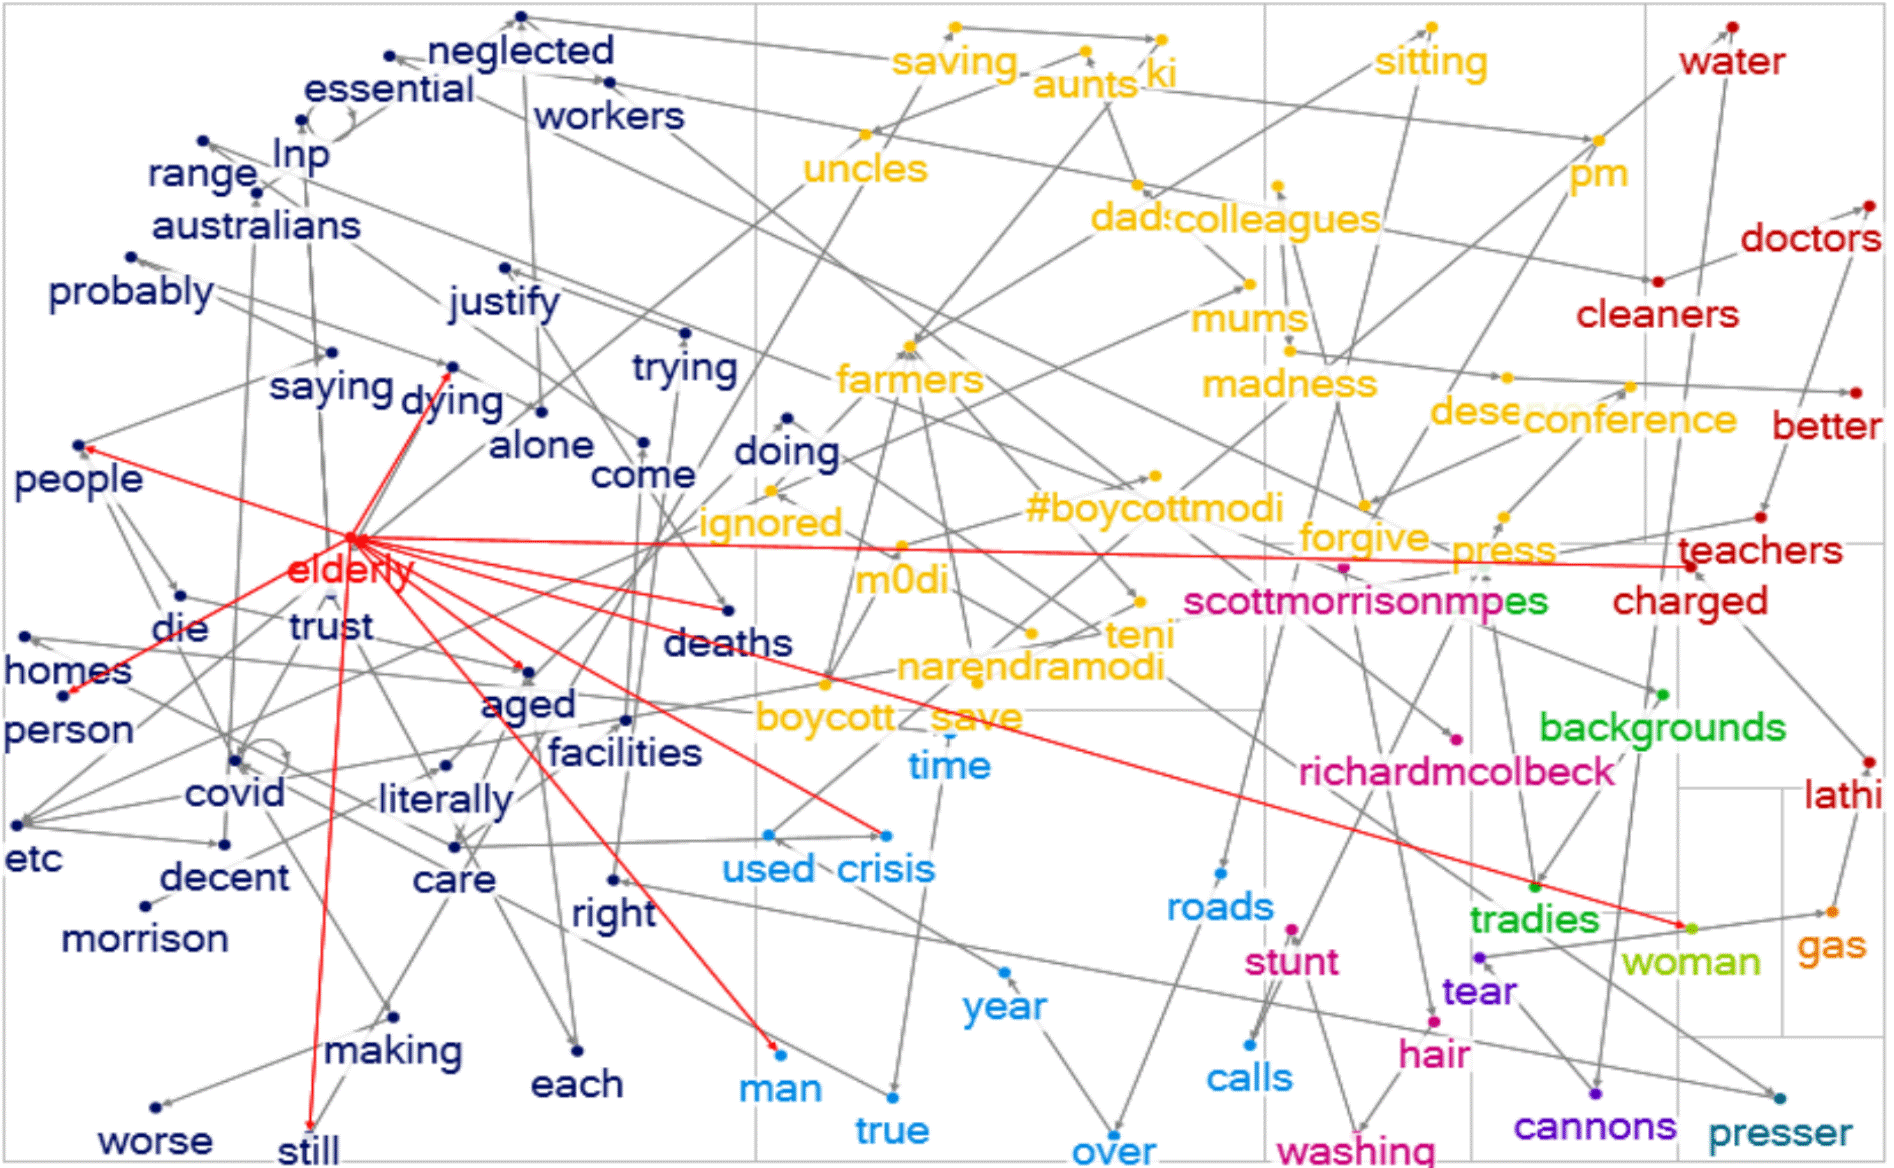 neglected
saving
sitting
water
essential
aunts
ki
workers
lnp
uncles
range
pm
australians
dads
colleagues
doctors
probably
justify
mums
cleaners
saying
trying
farmers
madness
dying
dese
conference
better
alone
doing
come
people
ignored
#boycottmodi
forgive
press
teachers
elderly
m0di
scottmorrisonmp
es
charged
die
trust
deaths
teni
homes
narendramodi
person
aged
boycott
save
backgrounds
facilities
time
richardmcolbeck
covid
literally
lathi
etc
decent
care
used
crisis
right
roads
tradies
morrison
stunt
woman
gas
year
tear
making
each
man
calls
hair
true
cannons
presser
worse
still
over
washing